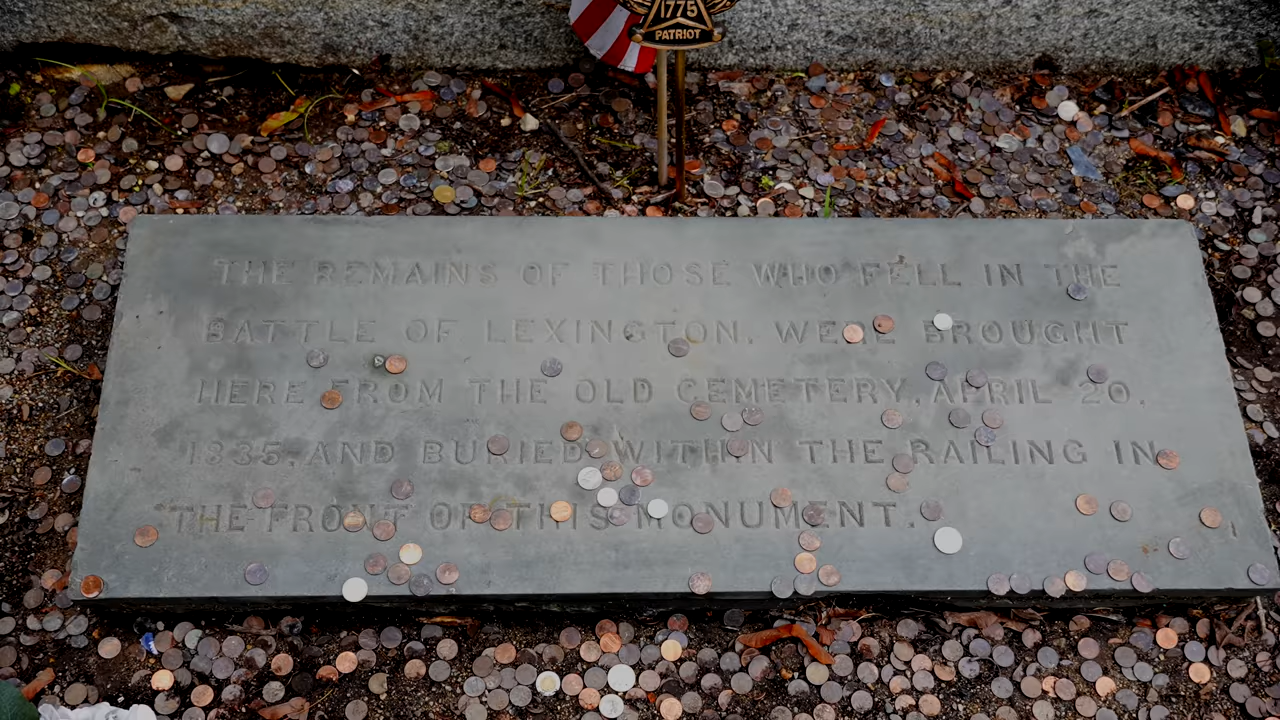 1775
PATRIOT
THE REMAINS OF THOSE WHO FELL IN THE
BATTLE OF LEXINGTON, WERE BROUGHT
HERE FROM THE OLD CEMETERY, APRIL 20,
1835, AND BURIED WITHIN THE RAILING IN
THE FRONT OF THIS MONUMENT.